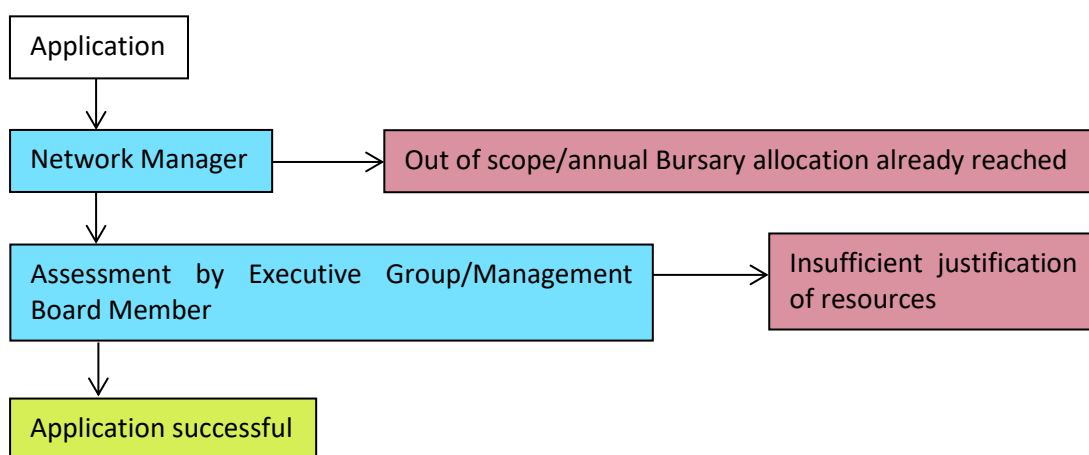 Application
Network Manager
Out of scope/annual Bursary allocation already reached
Assessment by Executive Group/Management
Board Member
Insufficient justification
of resources
Application successful